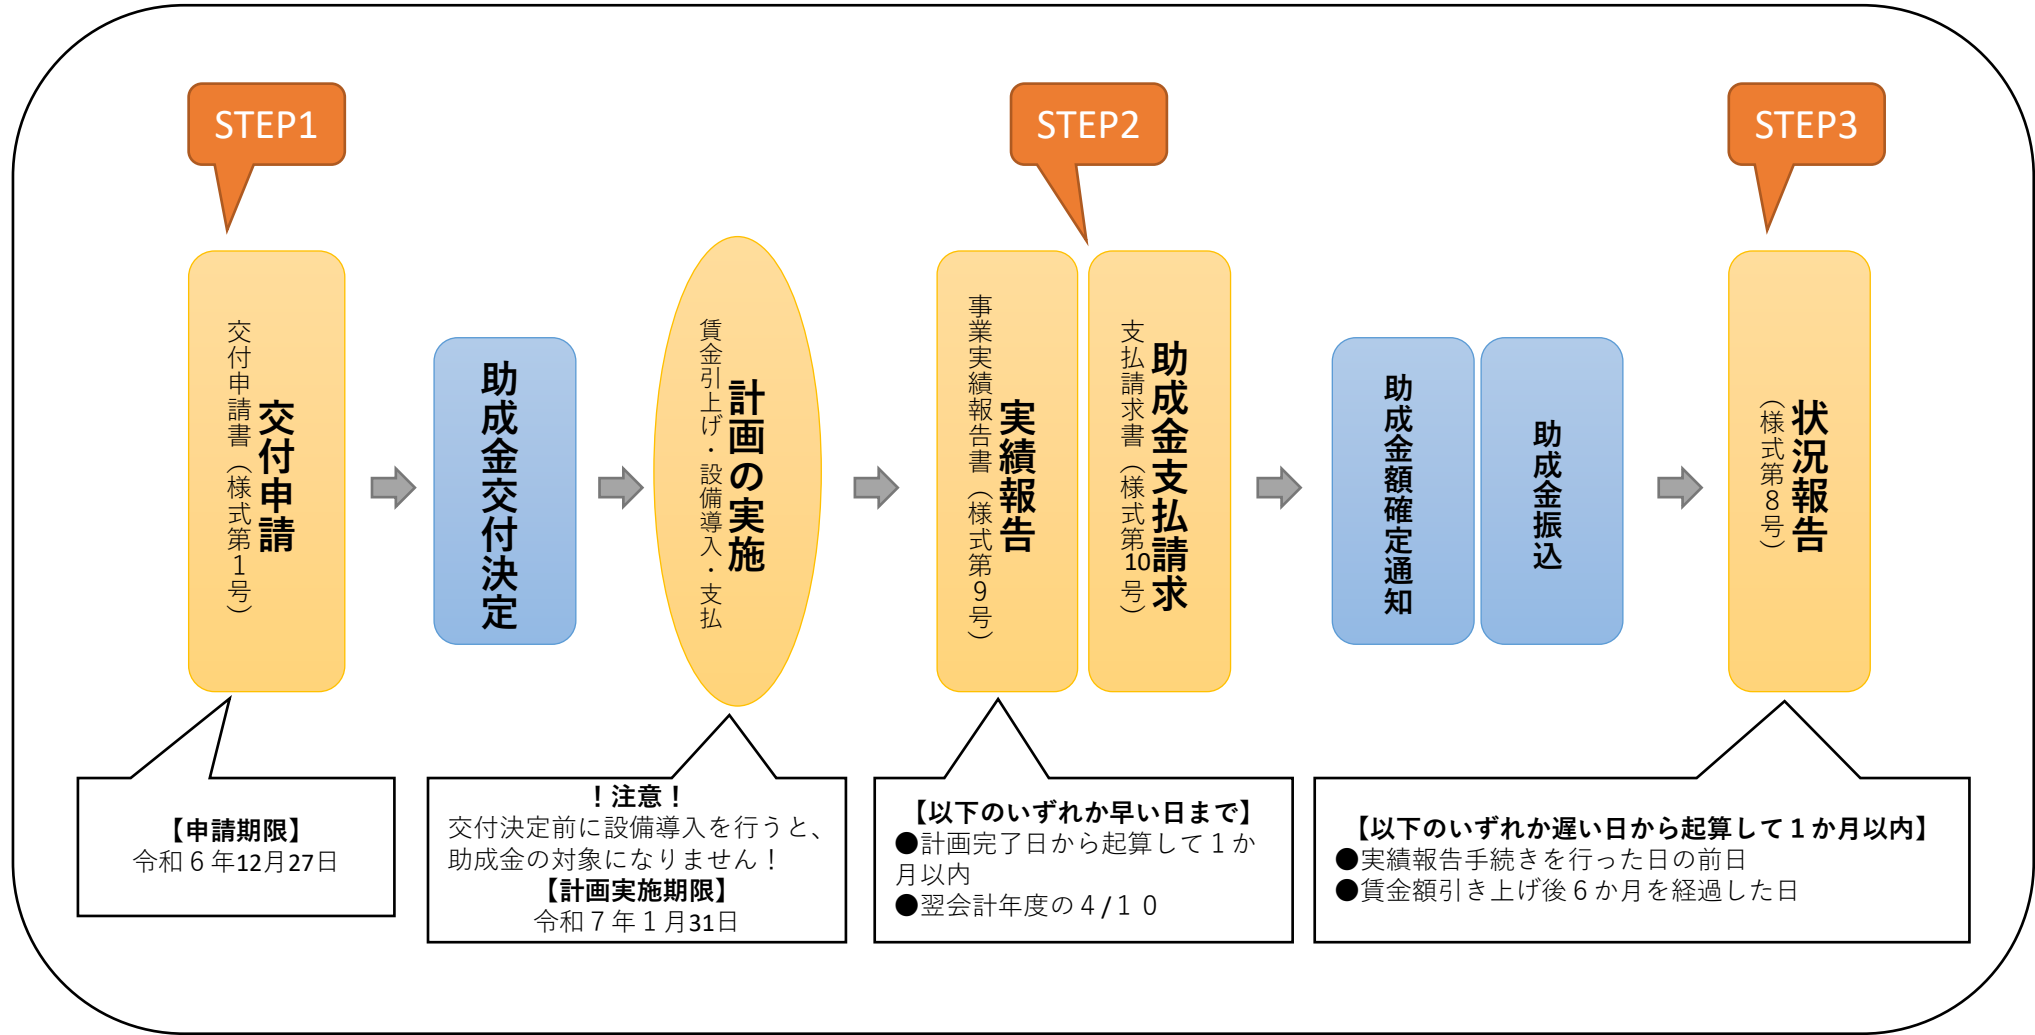 STEP1
STEP2
STEP3
交付申請
交付申請書（様式第１号）
助成金交付決定
計画の実施
賃金引上げ・設備導入・支払
実績報告
事業実績報告書（様式第９号）
助成金支払請求
支払請求書（様式第10号）
助成金額確定通知
助成金振込
状況報告
（様式第８号）
【申請期限】
令和６年12月27日
！注意！
交付決定前に設備導入を行うと、
助成金の対象になりません！
【計画実施期限】
令和７年１月31日
【以下のいずれか早い日まで】
●計画完了日から起算して１か
月以内
●翌会計年度の４/１０
【以下のいずれか遅い日から起算して１か月以内】
●実績報告手続きを行った日の前日
●賃金額引き上げ後６か月を経過した日